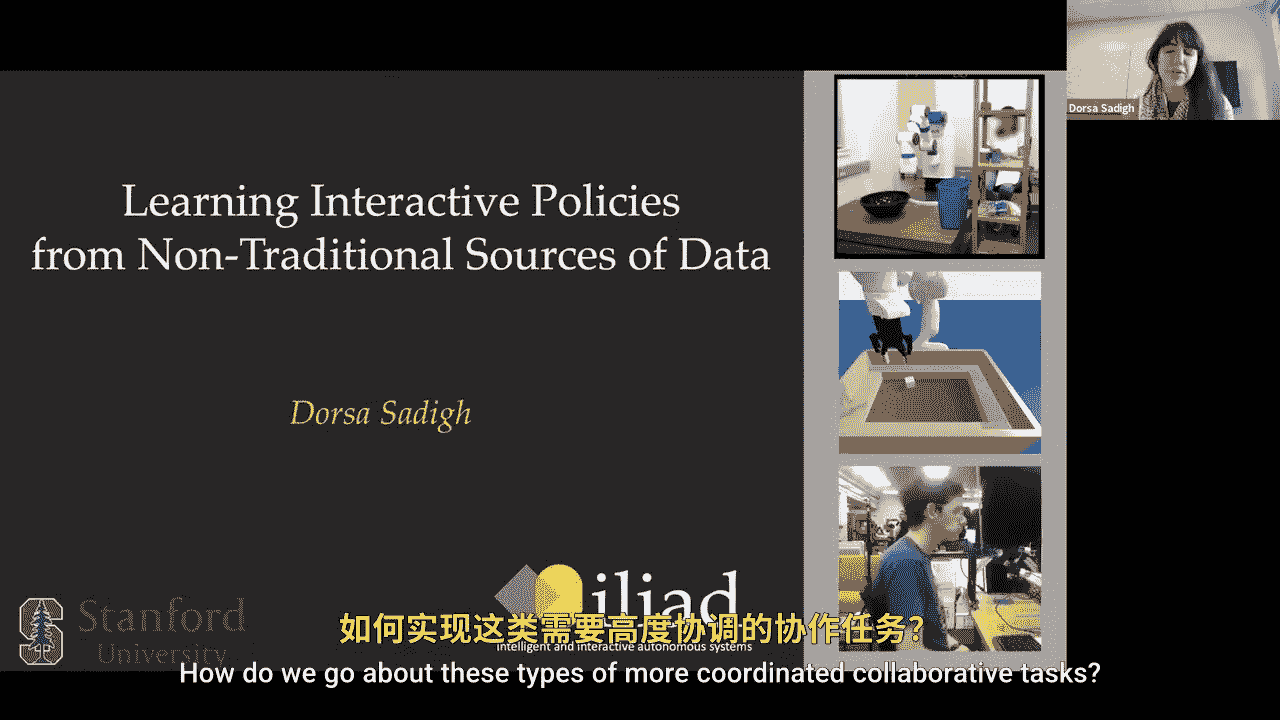 Dorsa Sadigh
Learning Interactive Policies
from Non-Traditional Sources of Data
Dorsa Sadigh
iliad
intelligent and interactive autonomous systems
Stanford
University
如何实现这类需要高度协调的协作任务？
How do we go about these types of more coordinated collaborative tasks?